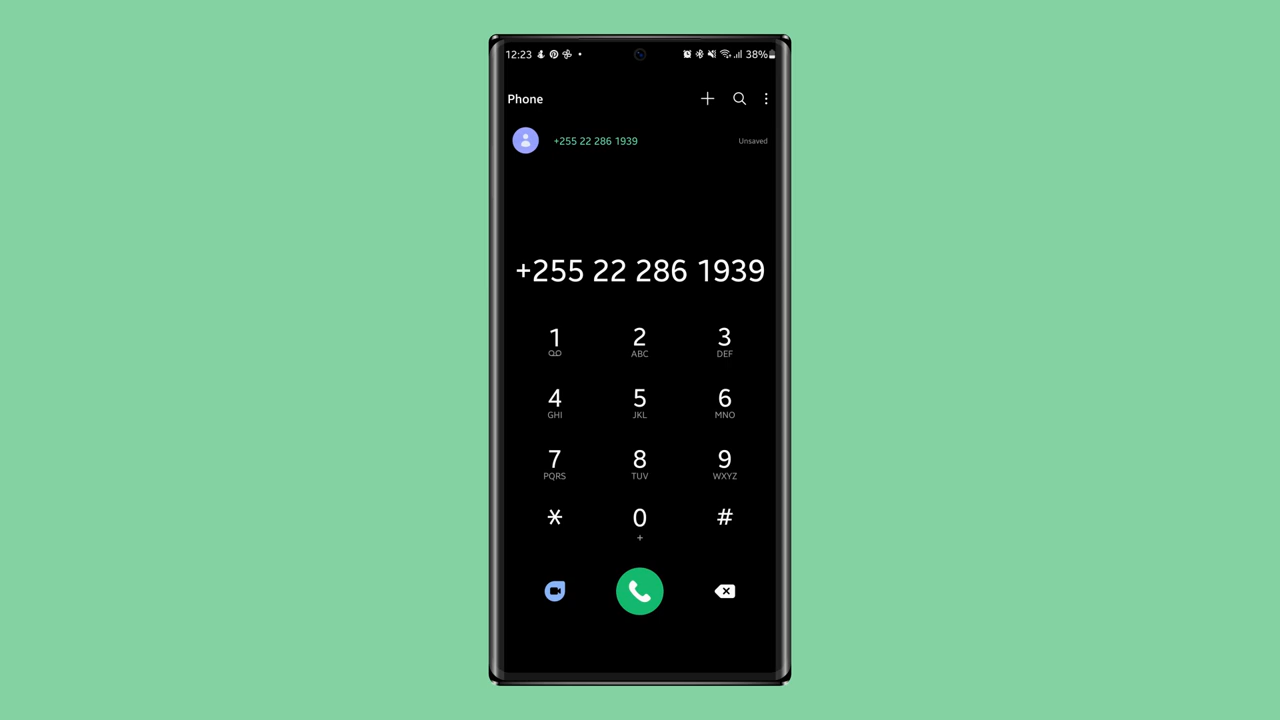 12:23 38%
Phone
+255 22 286 1939 Unsaved
+255 22 286 1939
1 2 3
ABC DEF
4 5 6
GHI JKL MNO
7 8 9
PQRS TUV WXYZ
* 0 #
+